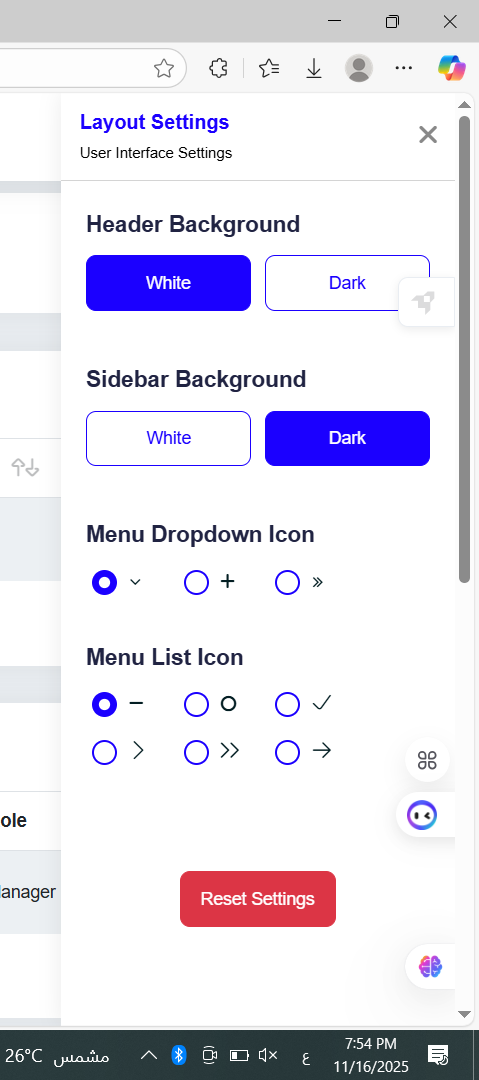 Layout Settings
User Interface Settings
Header Background
White
Dark
Sidebar Background
White
Dark
Menu Dropdown Icon
Menu List Icon
ole
anager
Reset Settings
26°C مشمس
ع
7:54 PM
11/16/2025